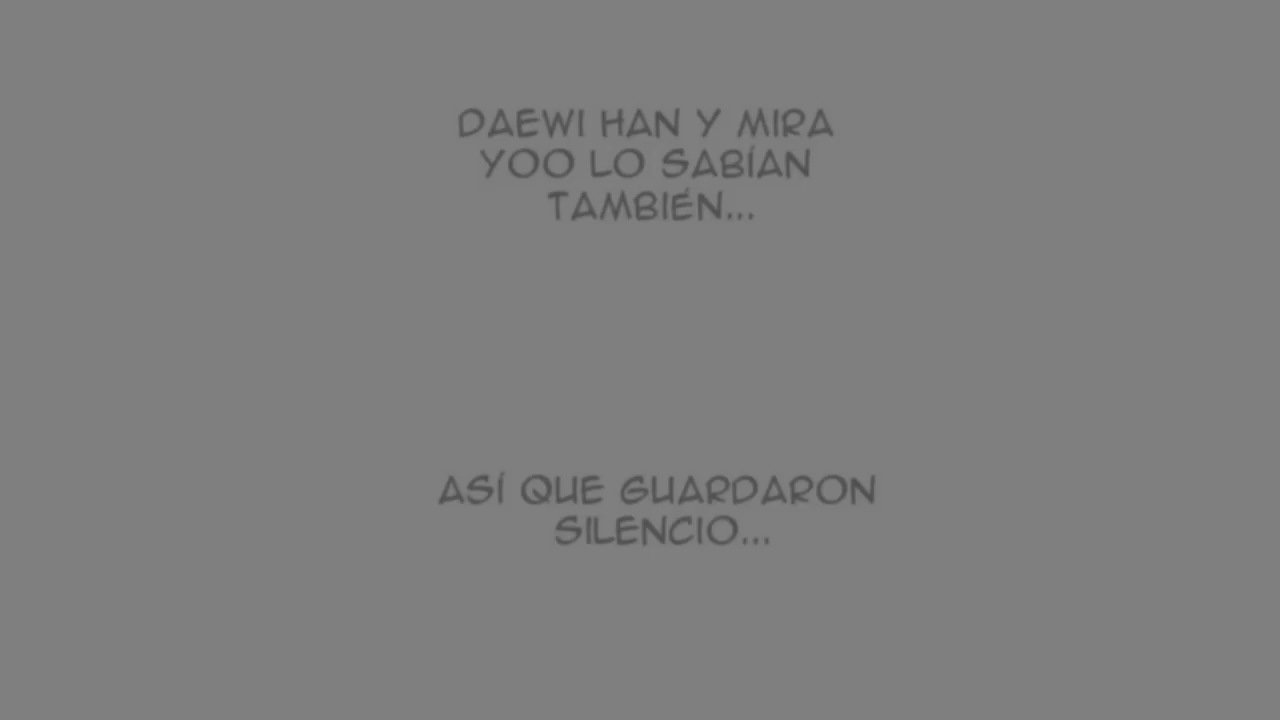 DAEWI HAN Y MIRA
YOO LO SABÍAN
TAMBIÉN...
ASÍ QUE GUARDARON
SILENCIO...